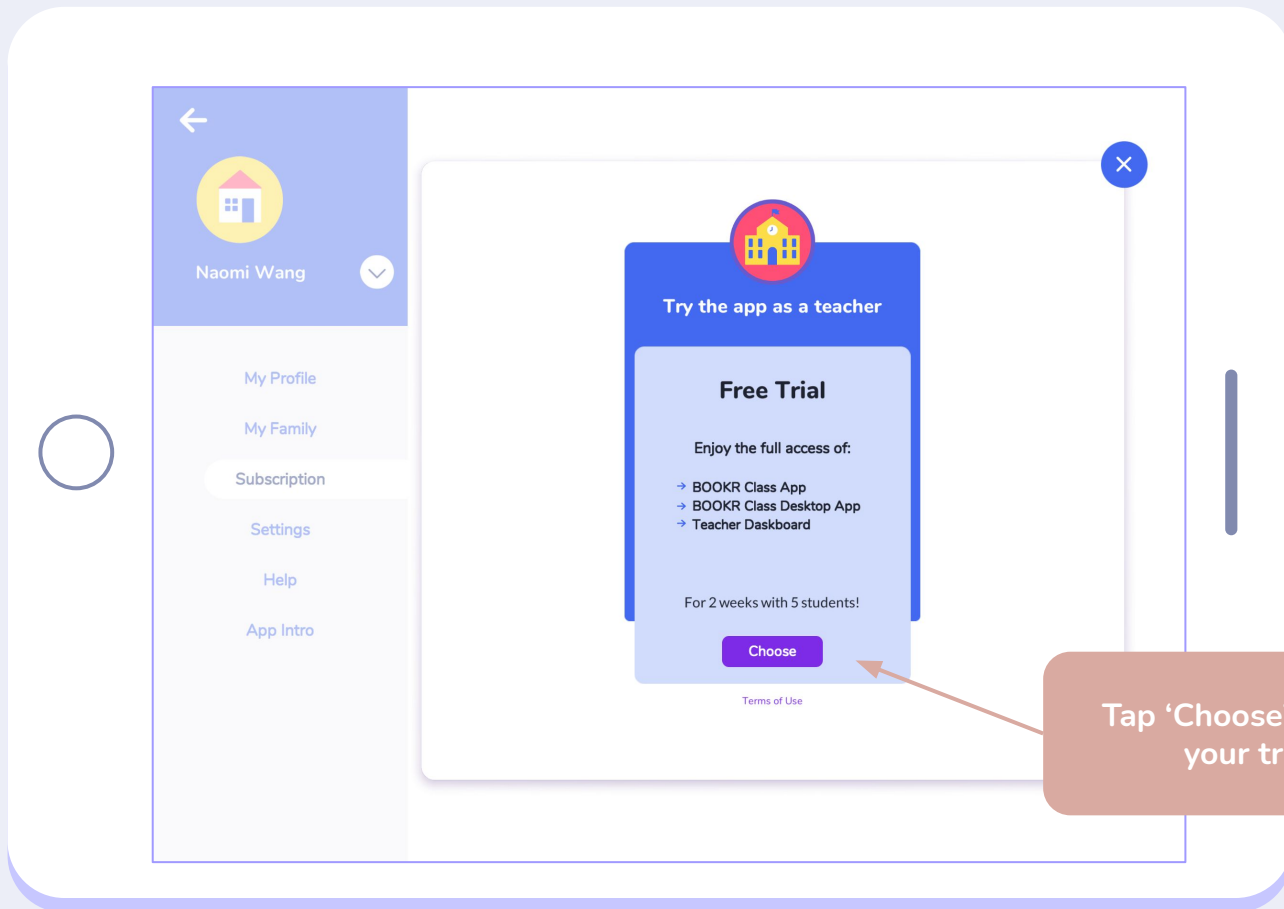 Naomi Wang
My Profile
My Family
Subscription
Settings
Help
App Intro
Try the app as a teacher
Free Trial
Enjoy the full access of:
→ BOOKR Class App
→ BOOKR Class Desktop App
→ Teacher Daskboard
For 2 weeks with 5 students!
Choose
Terms of Use
Tap ‘Choose’
your